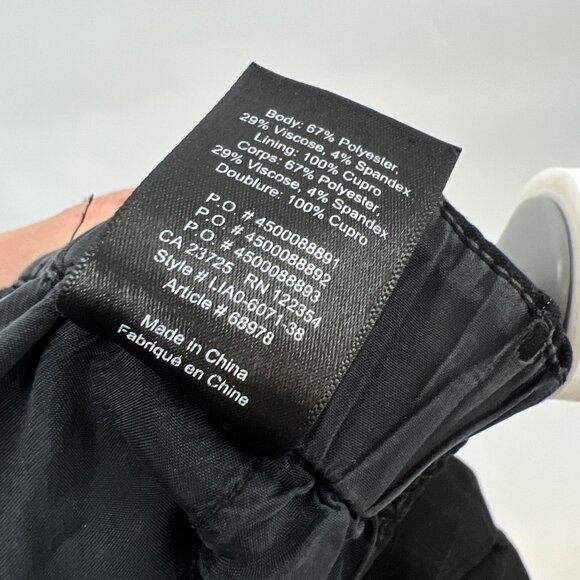 Body: 67% Polyester,
29% Viscose, 4% Spandex
Lining: 100% Cupro
Corps: 67% Polyester,
29% Viscose, 4% Spandex
Doublure: 100% Cupro
P.O # 4500088891
P.O # 4500088892
P.O. # 4500088893
CA 23725 RN 122354
Style # LIA0-6071-38
Article # 68978
Made in China
Fabriqué en Chine